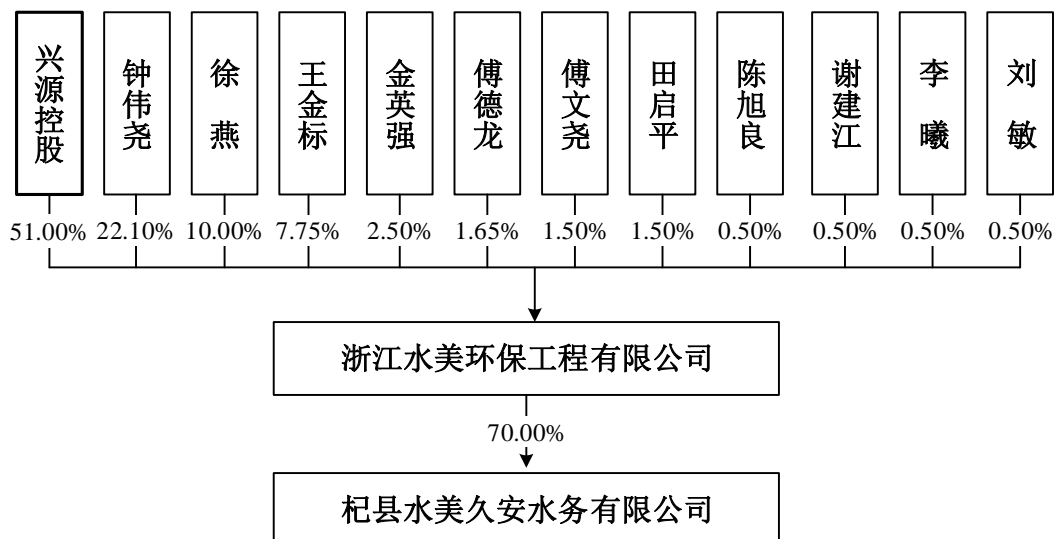 兴源控股
钟伟尧
徐燕
王金标
金英强
傅德龙
傅文尧
田启平
陈旭良
谢建江
李曦
刘敏
51.00%
22.10%
10.00%
7.75%
2.50%
1.65%
1.50%
1.50%
0.50%
0.50%
0.50%
0.50%
浙江水美环保工程有限公司
70.00%
杞县水美久安水务有限公司